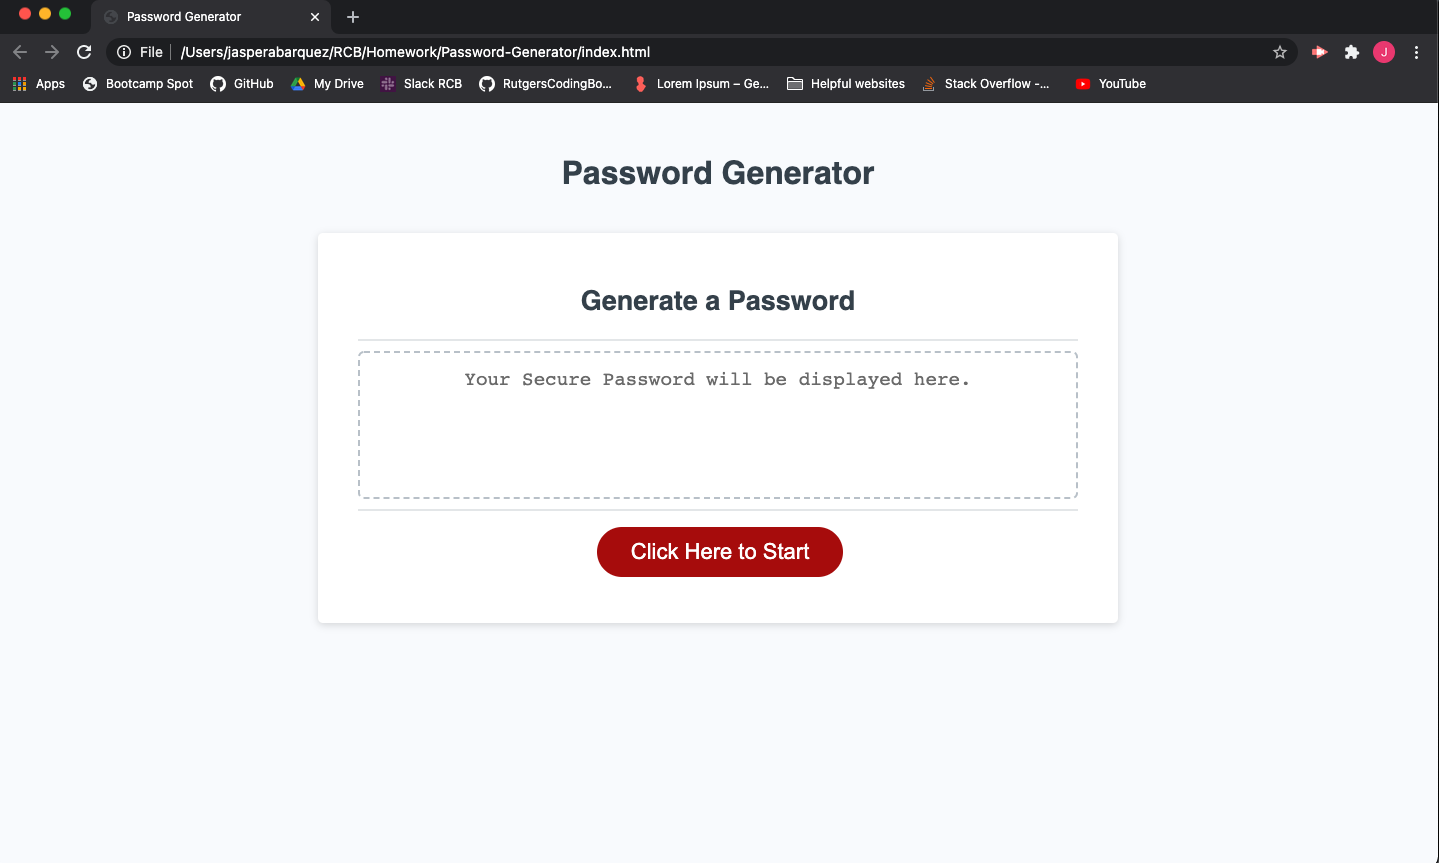 Password Generator
File /Users/jasperabarquez/RCB/Homework/Password-Generator/index.html
J
Apps Bootcamp Spot GitHub My Drive Slack RCB RutgersCodingBo... Lorem Ipsum – Ge... Helpful websites Stack Overflow -... YouTube
Password Generator
Generate a Password
Your Secure Password will be displayed here.
Click Here to Start